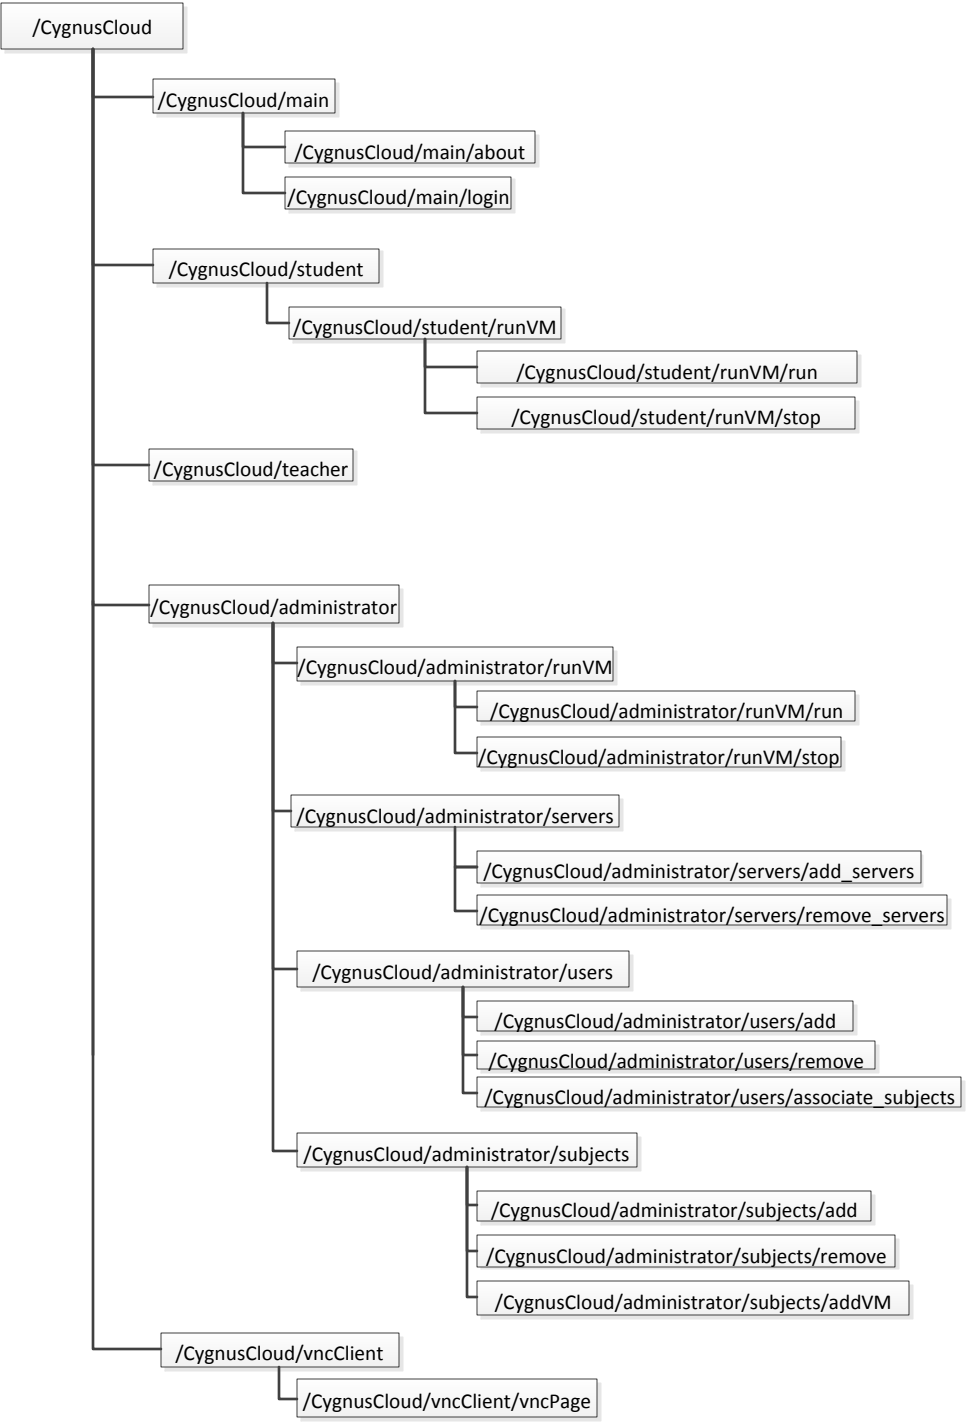 /CygnusCloud
/CygnusCloud/main
/CygnusCloud/main/about
/CygnusCloud/main/login
/CygnusCloud/student
/CygnusCloud/student/runVM
/CygnusCloud/student/runVM/run
/CygnusCloud/student/runVM/stop
/CygnusCloud/teacher
/CygnusCloud/administrator
/CygnusCloud/administrator/runVM
/CygnusCloud/administrator/runVM/run
/CygnusCloud/administrator/runVM/stop
/CygnusCloud/administrator/servers
/CygnusCloud/administrator/servers/add_servers
/CygnusCloud/administrator/servers/remove_servers
/CygnusCloud/administrator/users
/CygnusCloud/administrator/users/add
/CygnusCloud/administrator/users/remove
/CygnusCloud/administrator/users/associate_subjects
/CygnusCloud/administrator/subjects
/CygnusCloud/administrator/subjects/add
/CygnusCloud/administrator/subjects/remove
/CygnusCloud/administrator/subjects/addVM
/CygnusCloud/vncClient
/CygnusCloud/vncClient/vncPage